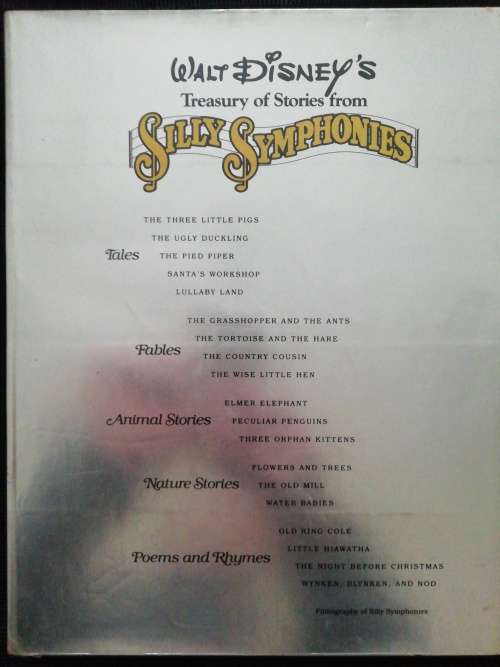 WALT DISNEY'S
Treasury of Stories from
SILLY SYMPHONIES
THE THREE LITTLE PIGS
THE UGLY DUCKLING
Tales THE PIED PIPER
SANTA'S WORKSHOP
LULLABY LAND
THE GRASSHOPPER AND THE ANTS
THE TORTOISE AND THE HARE
Fables
THE COUNTRY COUSIN
THE WISE LITTLE HEN
ELMER ELEPHANT
Animal Stories PECULIAR PENGUINS
THREE ORPHAN KITTENS
FLOWERS AND TREES
Nature Stories THE OLD MILL
WATER BABIES
OLD KING COLE
LITTLE HIAWATHA
Poems and Rhymes
THE NIGHT BEFORE CHRISTMAS
WYNKEN, BLYNKEN, AND NOD
Filmography of Silly Symphonies